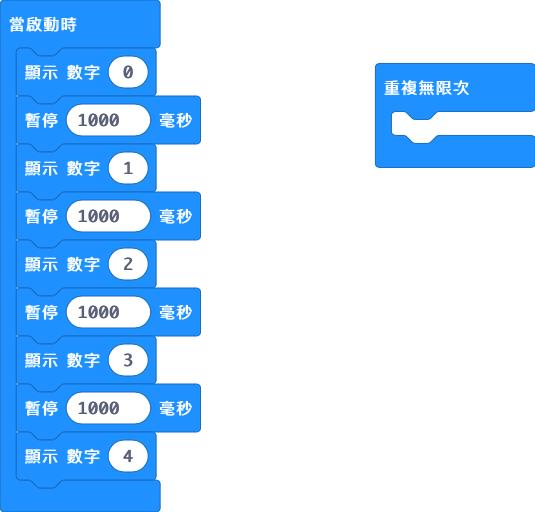 當啟動時
顯示 數字 0
暫停 1000 毫秒
顯示 數字 1
暫停 1000 毫秒
顯示 數字 2
暫停 1000 毫秒
顯示 數字 3
暫停 1000 毫秒
顯示 數字 4
重複無限次